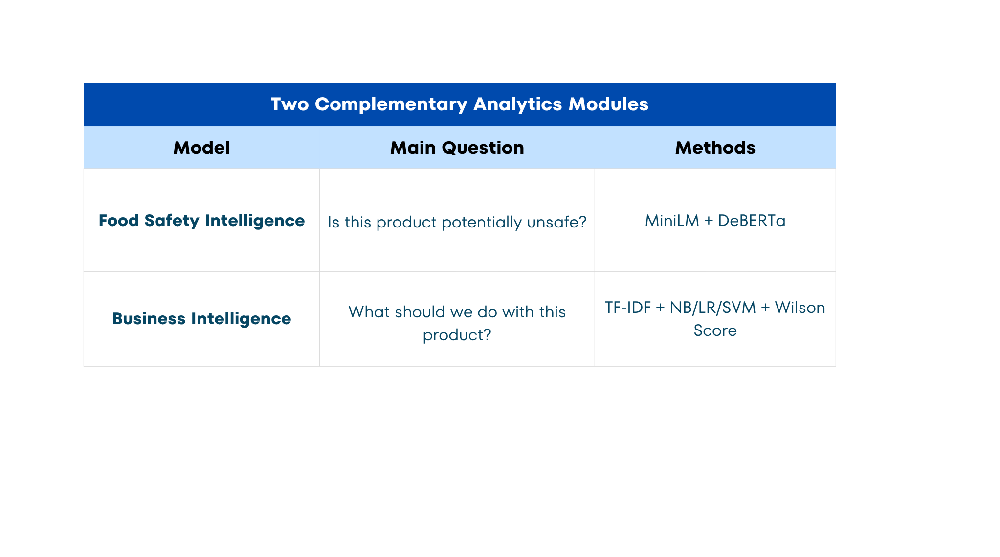 Two Complementary Analytics Modules
Model Main Question Methods
Food Safety Intelligence Is this product potentially unsafe? MiniLM + DeBERTa
Business Intelligence
What should we do with this
product?
TF-IDF + NB/LR/SVM + Wilson
Score